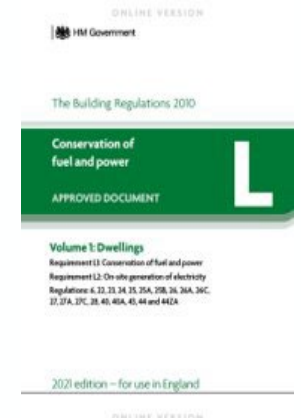 ONLINE VERSION
HM Government
The Building Regulations 2010
Conservation of
fuel and power
L
APPROVED DOCUMENT
Volume 1: Dwellings
Requirement L1: Conservation of fuel and power
Requirement L2: On-site generation of electricity
Regulations: 6, 22, 23, 24, 25, 25A, 25B, 26, 26A, 26C,
27, 27A, 27C, 28, 40, 40A, 43, 44 and 44ZA
2021 edition – for use in England
ONLINE VERSION